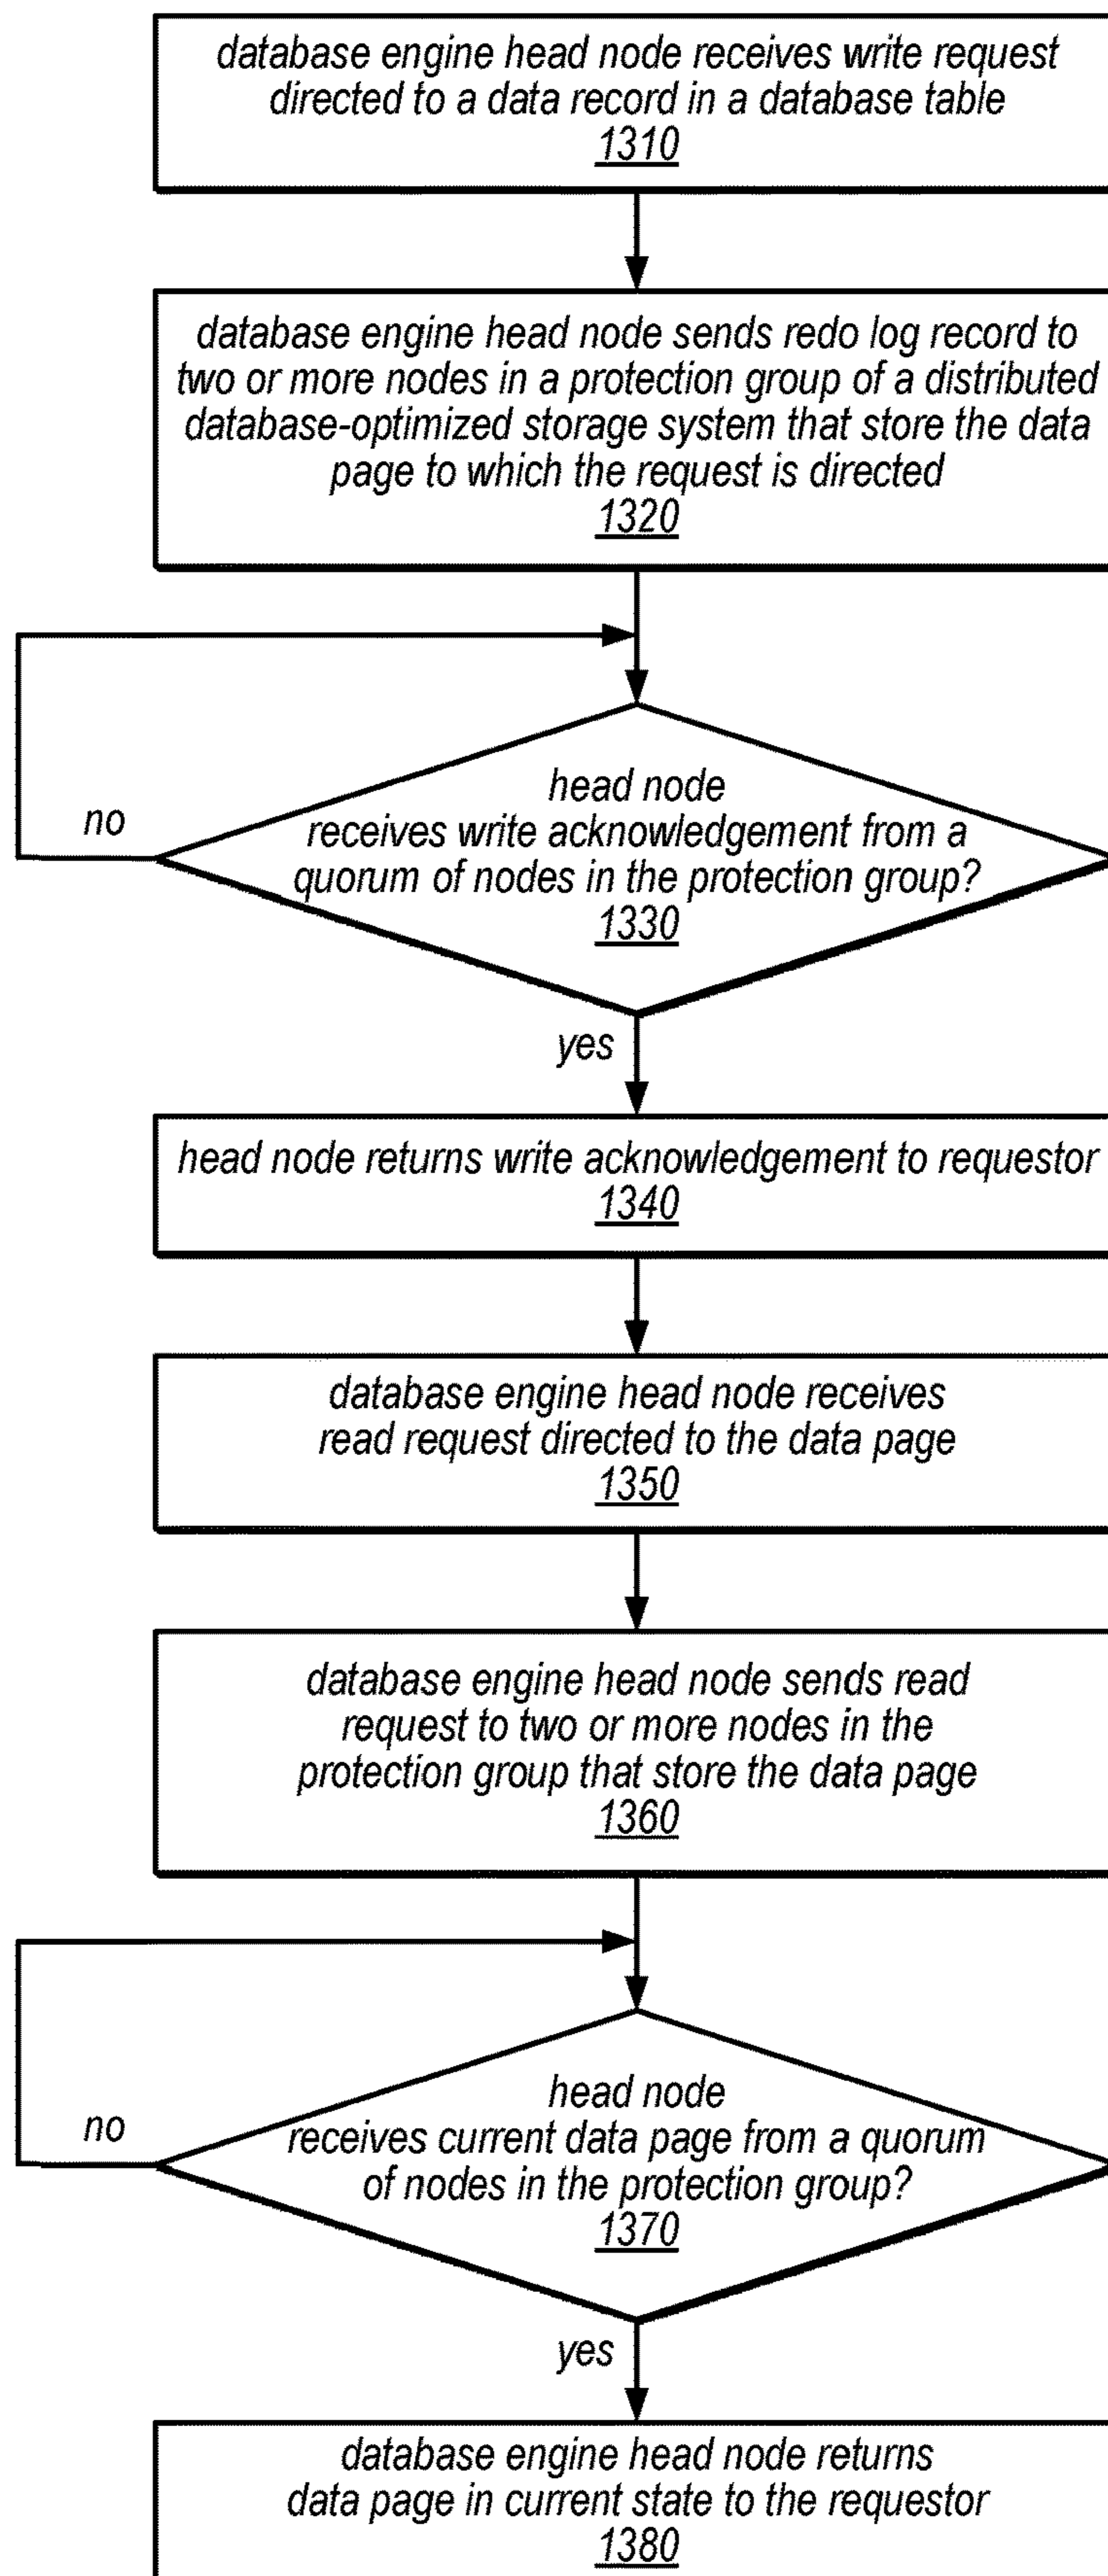 database engine head node receives write request
directed to a data record in a database table
1310
database engine head node sends redo log record to
two or more nodes in a protection group of a distributed
database-optimized storage system that store the data
page to which the request is directed
1320
head node
receives write acknowledgement from a
quorum of nodes in the protection group?
1330
no
yes
head node returns write acknowledgement to requestor
1340
database engine head node receives
read request directed to the data page
1350
database engine head node sends read
request to two or more nodes in the
protection group that store the data page
1360
head node
receives current data page from a quorum
of nodes in the protection group?
1370
no
yes
database engine head node returns
data page in current state to the requestor
1380